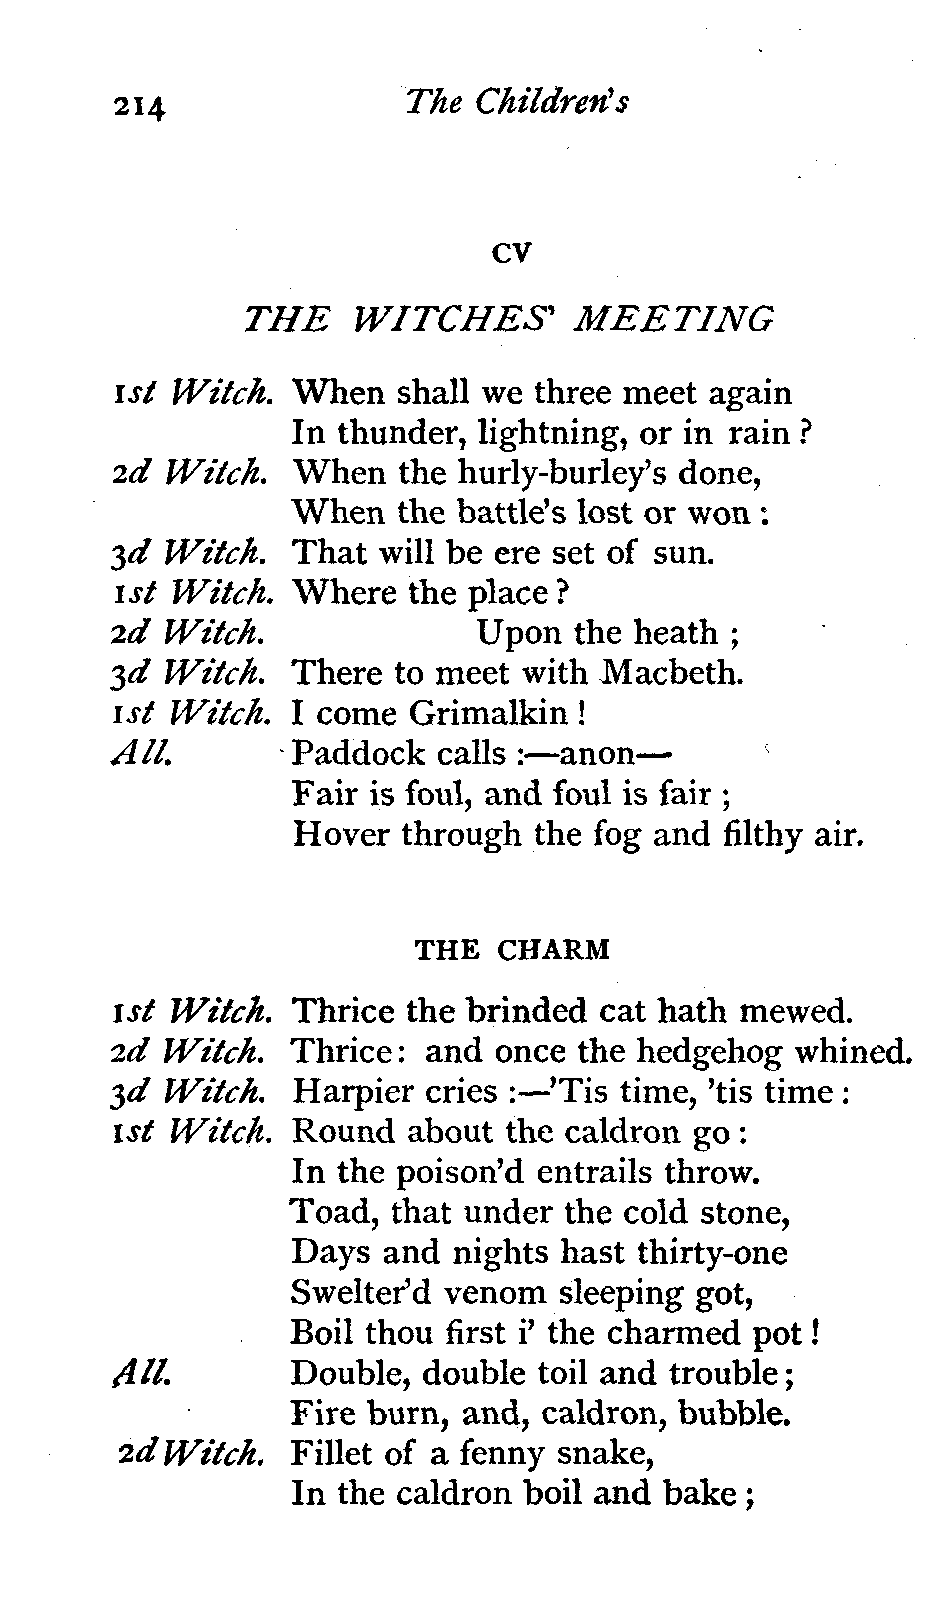 214 The Children's
CV
THE WITCHES' MEETING
1st Witch. When shall we three meet again
In thunder, lightning, or in rain ?
2d Witch. When the hurly-burley's done,
When the battle's lost or won :
3d Witch. That will be ere set of sun.
1st Witch. Where the place ?
2d Witch. Upon the heath ;
3d Witch. There to meet with Macbeth.
1st Witch. I come Grimalkin !
All. Paddock calls :—anon—
Fair is foul, and foul is fair ;
Hover through the fog and filthy air.
THE CHARM
1st Witch. Thrice the brinded cat hath mewed.
2d Witch. Thrice: and once the hedgehog whined.
3d Witch. Harpier cries :—'Tis time, 'tis time :
1st Witch. Round about the caldron go :
In the poison'd entrails throw.
Toad, that under the cold stone,
Days and nights hast thirty-one
Swelter'd venom sleeping got,
Boil thou first i' the charmed pot !
All. Double, double toil and trouble ;
Fire burn, and, caldron, bubble.
2d Witch. Fillet of a fenny snake,
In the caldron boil and bake ;